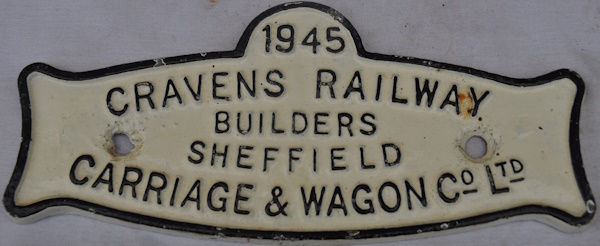 1945
CRAVENS RAILWAY
BUILDERS
SHEFFIELD
CARRIAGE & WAGON CO LTD